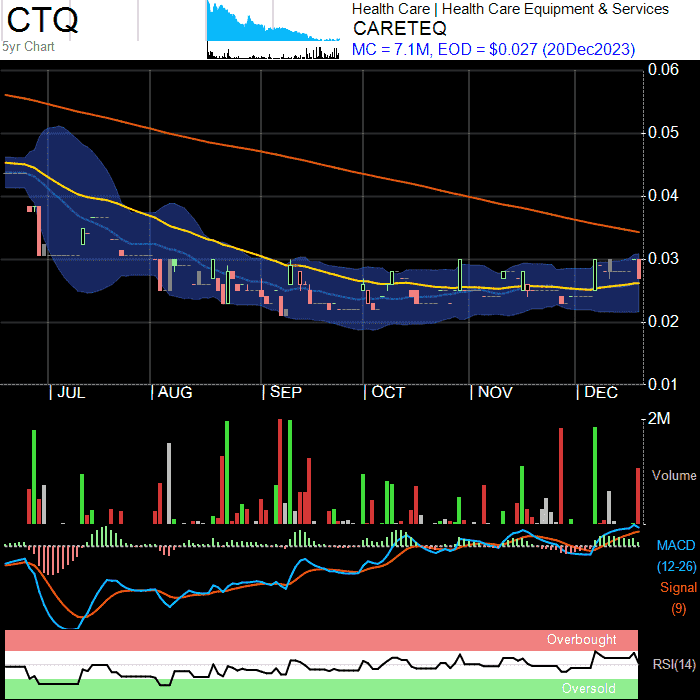 CTQ
5yr Chart
Health Care | Health Care Equipment & Services
CARETEQ
MC = 7.1M, EOD = $0.027 (20Dec2023)
0.06
0.05
0.04
0.03
0.02
0.01
| JUL | AUG | SEP | OCT | NOV | DEC
2M
Volume
MACD
(12-26)
Signal
(9)
Overbought
RSI(14)
Oversold